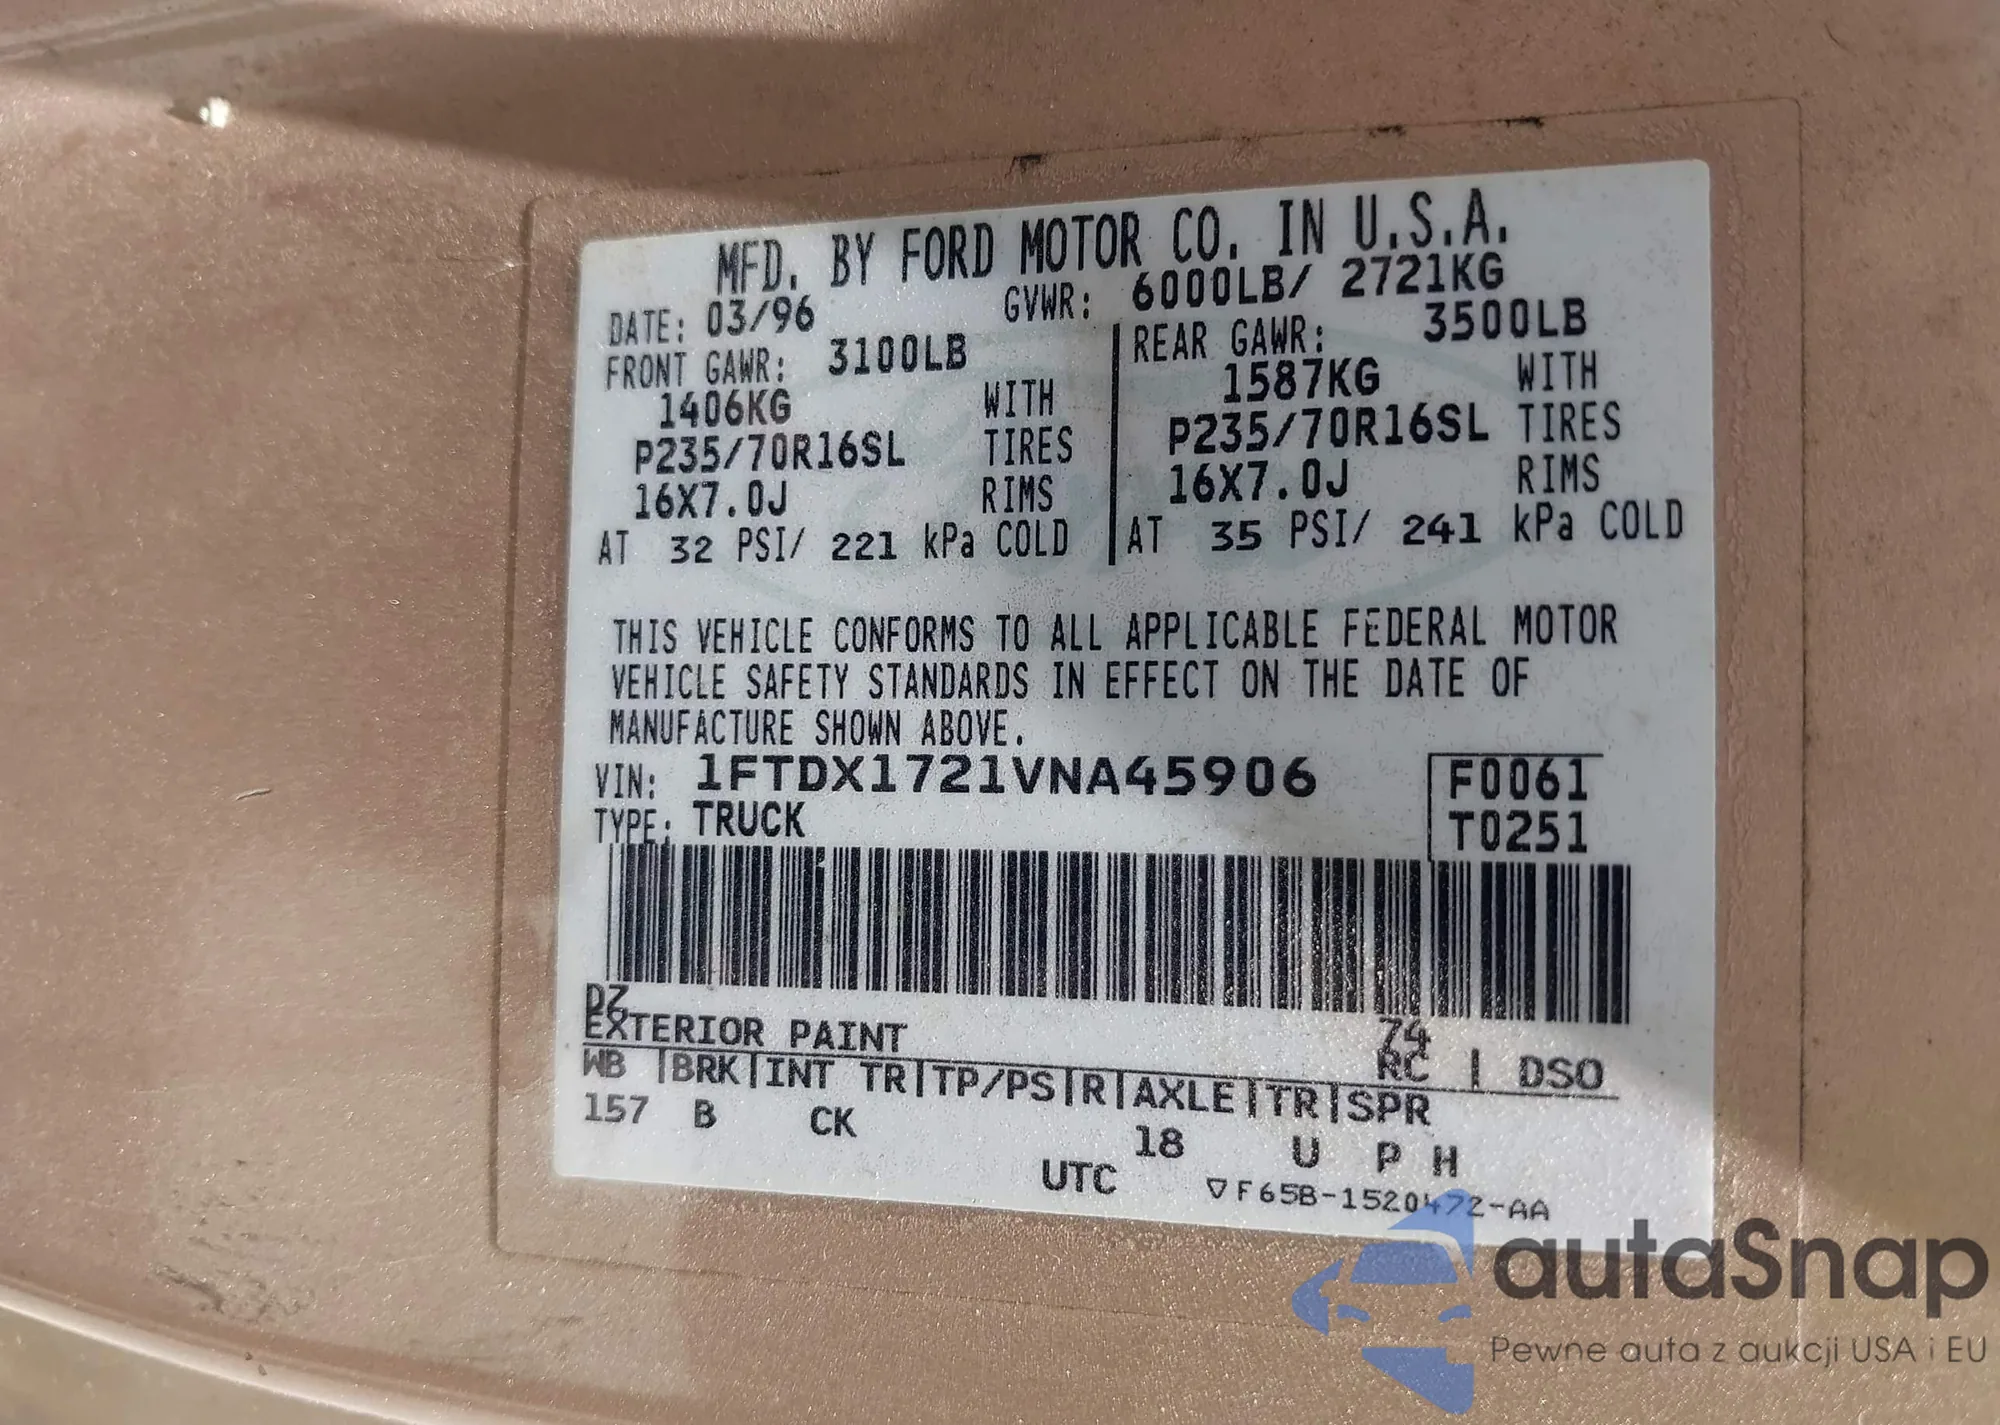 MFD. BY FORD MOTOR CO. IN U.S.A.
DATE: 03/96 GVWR: 6000LB/ 2721KG
FRONT GAWR: 3100LB REAR GAWR: 3500LB
1406KG WITH 1587KG WITH
P235/70R16SL TIRES P235/70R16SL TIRES
16X7.0J RIMS 16X7.0J RIMS
AT 32 PSI/ 221 kPa COLD AT 35 PSI/ 241 kPa COLD
THIS VEHICLE CONFORMS TO ALL APPLICABLE FEDERAL MOTOR
VEHICLE SAFETY STANDARDS IN EFFECT ON THE DATE OF
MANUFACTURE SHOWN ABOVE.
VIN: 1FTDX1721VNA45906 F0061
TYPE: TRUCK T0251
DZ 74
EXTERIOR PAINT RC | DSO
WB |BRK|INT TR|TP/PS|R|AXLE|TR|SPR
157 B CK 18 U P H
UTC ▽F65B-1520472-AA
autaSnap
Pewne auta z aukcji USA i EU